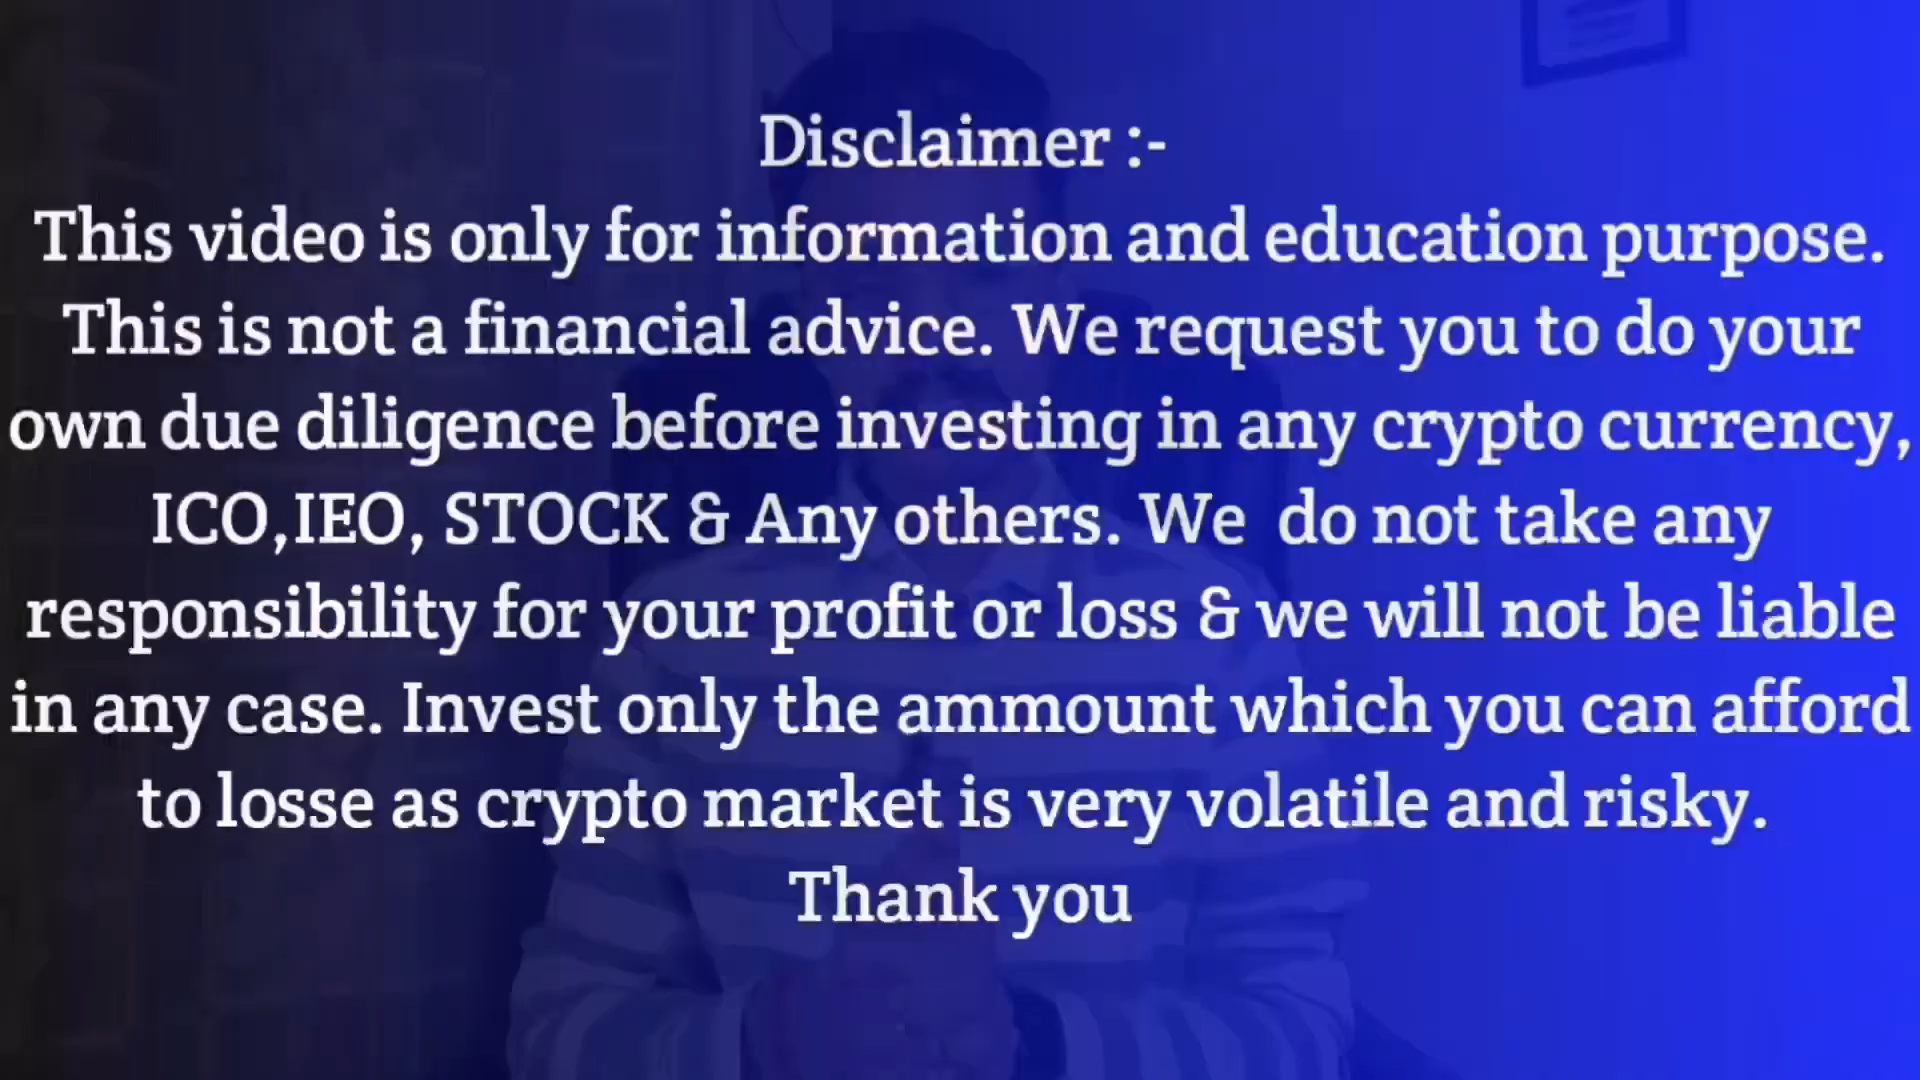 Disclaimer :-
This video is only for information and education purpose.
This is not a financial advice. We request you to do your
own due diligence before investing in any crypto currency,
ICO,IEO, STOCK & Any others. We  do not take any
responsibility for your profit or loss & we will not be liable
in any case. Invest only the ammount which you can afford
to losse as crypto market is very volatile and risky.
Thank you